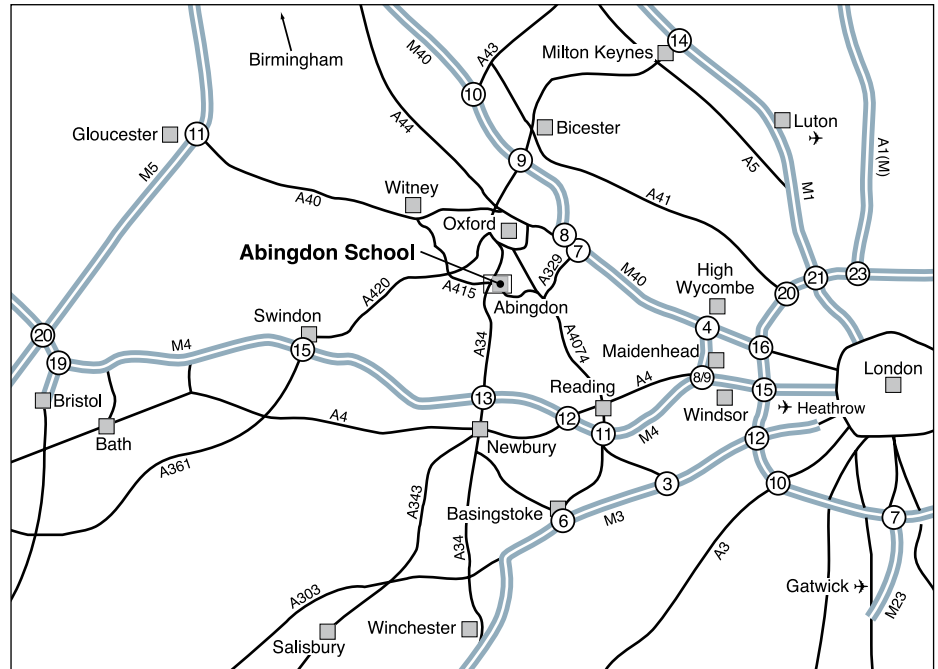 Birmingham
M40
A43
Milton Keynes
14
10
Gloucester
11
A44
Bicester
Luton
A1(M)
M5
9
A5
M1
A40
Witney
A41
Oxford
8
7
Abingdon School
A329
M40
High
Wycombe
21
23
20
A420
A415
Abingdon
Swindon
4
16
20
19
M4
15
A34
A4074
Maidenhead
London
Reading
A4
8/9
15
Bristol
13
Windsor
Heathrow
Bath
A4
12
11
M4
12
Newbury
A361
A343
3
10
Basingstoke
6
M3
7
A34
A3
A303
Gatwick
M23
Salisbury
Winchester